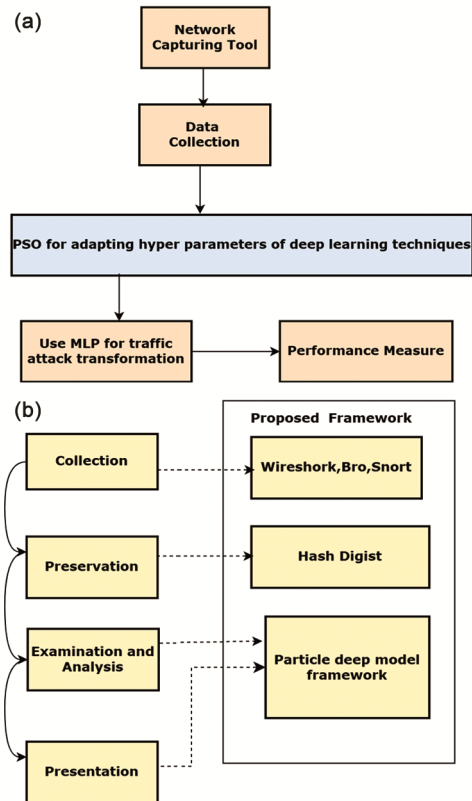 (a)
Network
Capturing Tool
Data
Collection
PSO for adapting hyper parameters of deep learning techniques
Use MLP for traffic
attack transformation
Performance Measure
(b)
Proposed Framework
Collection
Wireshork,Bro,Snort
Preservation
Hash Digist
Examination and
Analysis
Particle deep model
framework
Presentation